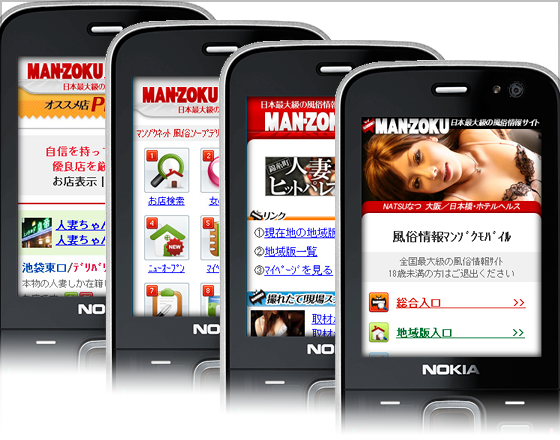 MAN-ZOKU
日本最大級の
オススメ店
自信を持っ
優良店を厳
お店表示 |
人妻ちゃん
人妻ちゃん
池袋東口/デリバリ
本物の人妻しか在籍
NO
MAN-ZOKU
日本最大級の風
マンゾクネット 風俗ソープデリ
1
お店検索
4
NEW
ニューオープン
マイペ
7
8
NO
日本最大級の風俗情報
MAN-ZOKU
錦糸町
人妻
ヒットパレ
リンク
①現在の地域版
②地域版一覧
③マイページを見る
撮れたて現場ス
取材
取材
NO
MAN-ZOKU 日本最大級の風俗情報サイト
NATSUなつ 大阪／日本橋・ホテルヘルス
風俗情報マンゾクモバイル
全国最大級の風俗情報サイト
18歳未満の方はご退出ください
総合入口 >>
地域版入口 >>
NOKIA